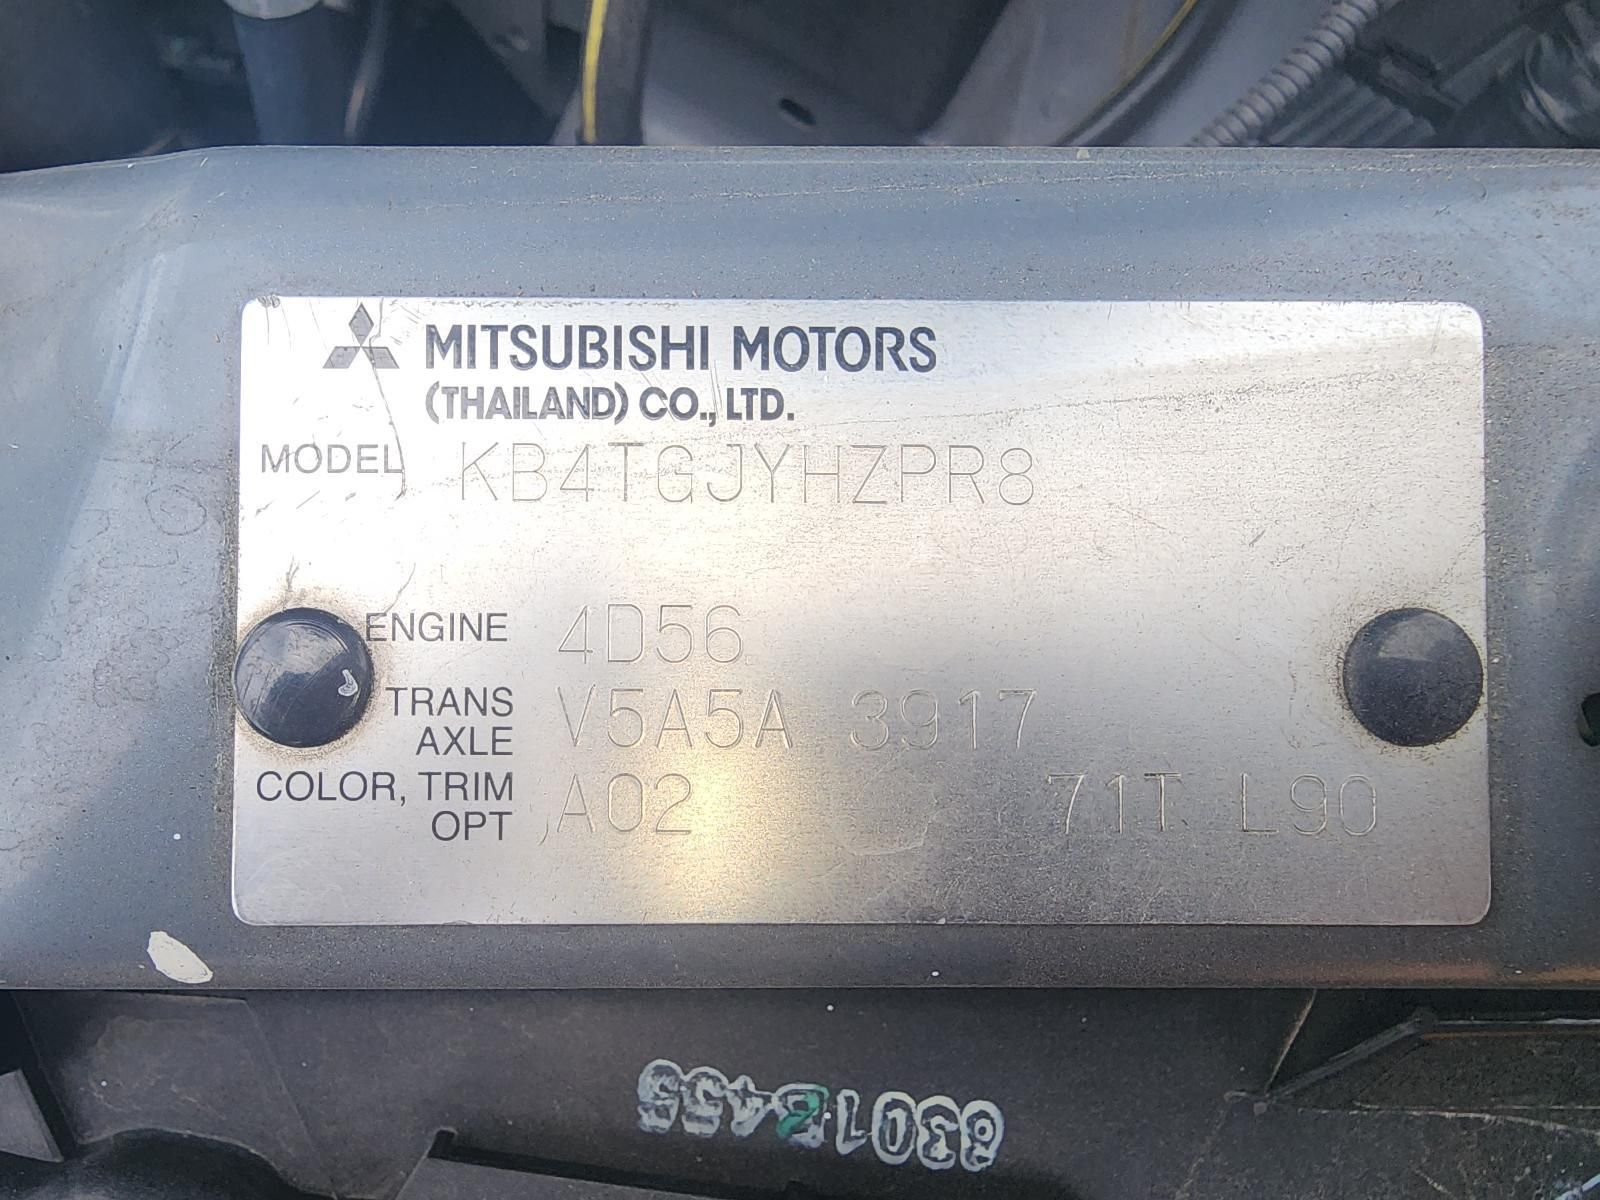 MITSUBISHI MOTORS
(THAILAND) CO., LTD.
MODEL KB4TGJYHZPR8
ENGINE 4D56
TRANS AXLE V5A5A 3917
COLOR, TRIM OPT A02 71T L90